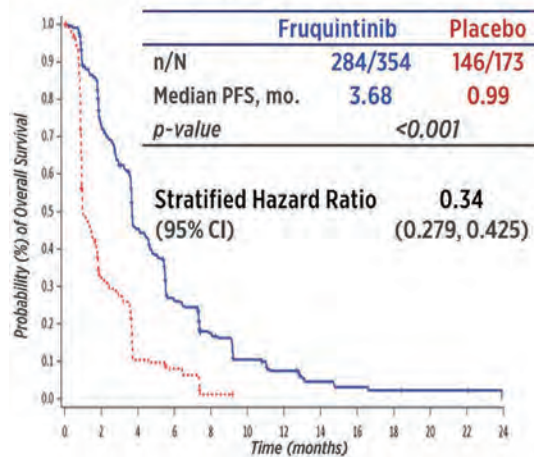 Fruquintinib Placebo
n/N 284/354 146/173
Median PFS, mo. 3.68 0.99
p-value <0.001
Stratified Hazard Ratio 0.34
(95% CI) (0.279, 0.425)
Probability (%) of Overall Survival
1.0
0.9
0.8
0.7
0.6
0.5
0.4
0.3
0.2
0.1
0.0
0 2 4 6 8 10 12 14 16 18 20 22 24
Time (months)